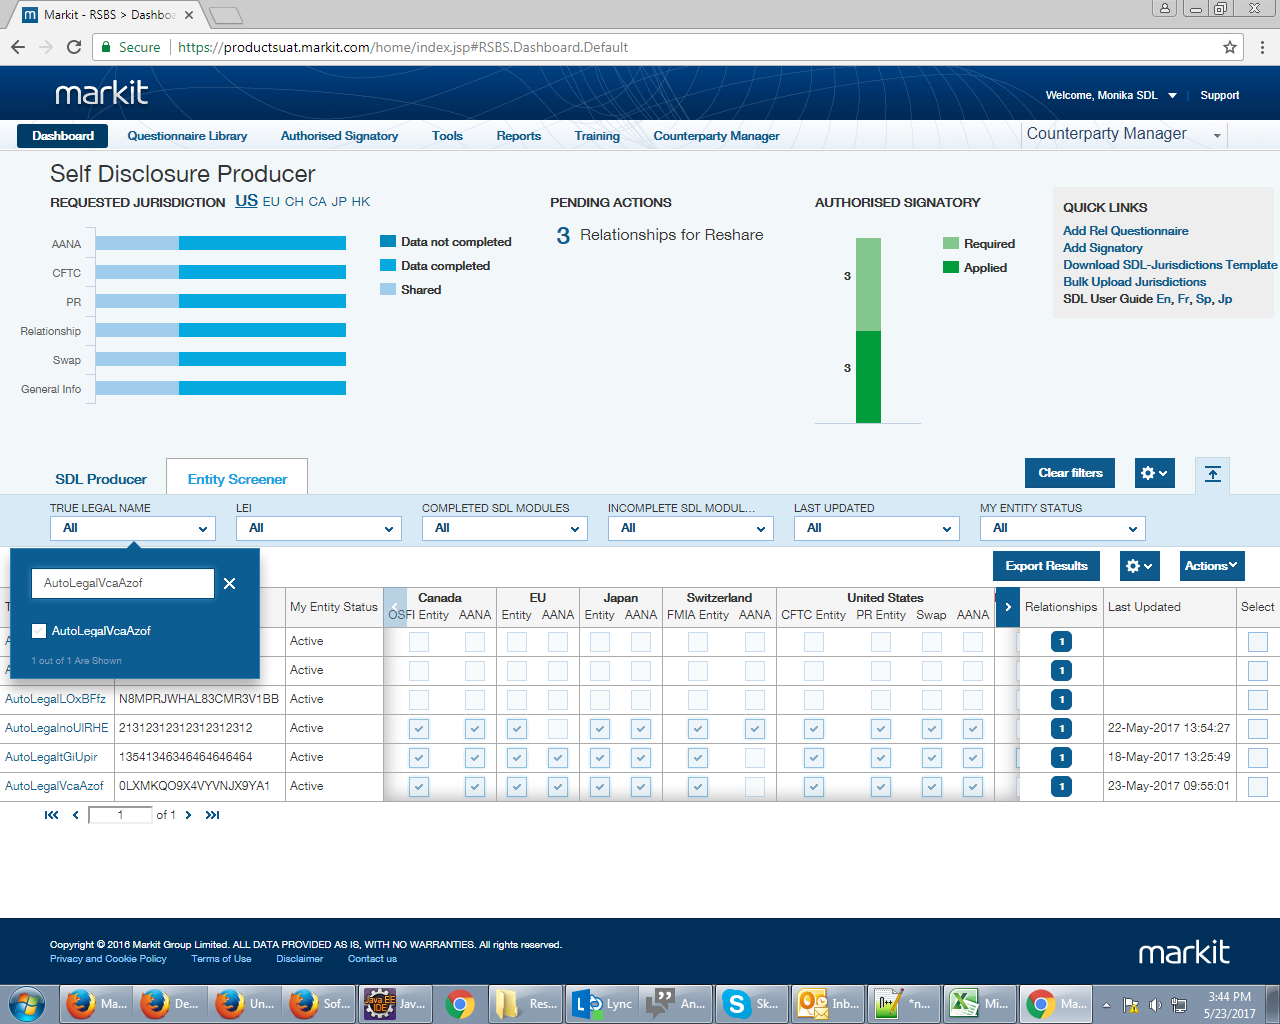 Markit - RSBS > Dashbo
Secure https://productsuat.markit.com/home/index.jsp#RSBS.Dashboard.Default
markit
Welcome, Monika SDL Support
Dashboard Questionnaire Library Authorised Signatory Tools Reports Training Counterparty Manager Counterparty Manager
Self Disclosure Producer
REQUESTED JURISDICTION US EU CH CA JP HK
AANA
CFTC
PR
Relationship
Swap
General Info
Data not completed
Data completed
Shared
PENDING ACTIONS
3 Relationships for Reshare
AUTHORISED SIGNATORY
3
3
Required
Applied
QUICK LINKS
Add Rel Questionnaire
Add Signatory
Download SDL-Jurisdictions Template
Bulk Upload Jurisdictions
SDL User Guide En, Fr, Sp, Jp
SDL Producer Entity Screener Clear filters
TRUE LEGAL NAME LEI COMPLETED SDL MODULES INCOMPLETE SDL MODUL... LAST UPDATED MY ENTITY STATUS
All All All All All All
Export Results Actions
AutoLegalVcaAzof
AutoLegalVcaAzof
1 out of 1 Are Shown
Canada EU Japan Switzerland United States
T My Entity Status OSFI Entity AANA Entity AANA Entity AANA FMIA Entity AANA CFTC Entity PR Entity Swap AANA Relationships Last Updated Select
A Active 1
A Active 1
AutoLegalLOxBFfz N8MPRJWHAL83CMR3V1BB Active 1
AutoLegalnoUlRHE 21312312312312312312 Active 1 22-May-2017 13:54:27
AutoLegaltGiUpir 13541346346464646464 Active 1 18-May-2017 13:25:49
AutoLegalVcaAzof 0LXMKQO9X4VYVNJX9YA1 Active 1 23-May-2017 09:55:01
1 of 1
Copyright © 2016 Markit Group Limited. ALL DATA PROVIDED AS IS, WITH NO WARRANTIES. All rights reserved.
Privacy and Cookie Policy Terms of Use Disclaimer Contact us
markit
Ma... De... Un... Sof... Java EE IDE Jav... Res... Lync An... Sk... Inb... *n... Mi... Ma...
3:44 PM
5/23/2017